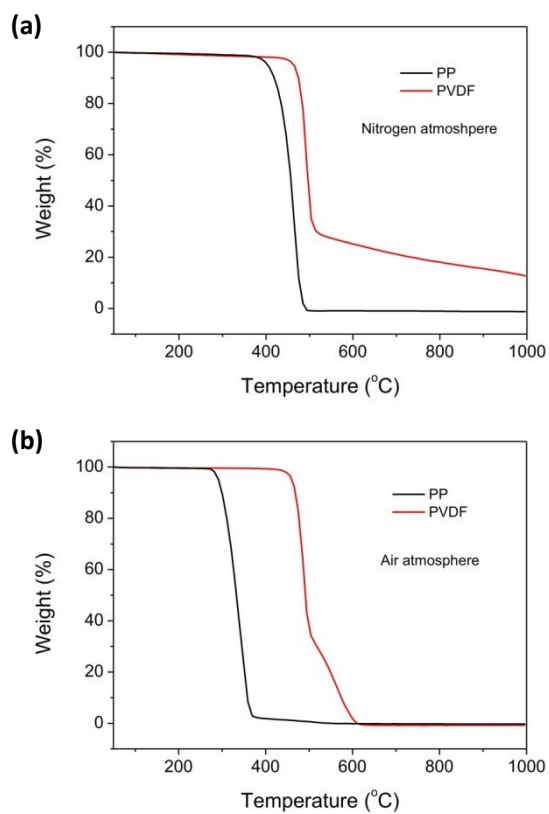 (a)
100
80
60
40
20
0
Weight (%)
PP
PVDF
Nitrogen atmoshpere
200
400
600
800
1000
Temperature (°C)
(b)
100
80
60
40
20
0
Weight (%)
PP
PVDF
Air atmosphere
200
400
600
800
1000
Temperature (°C)